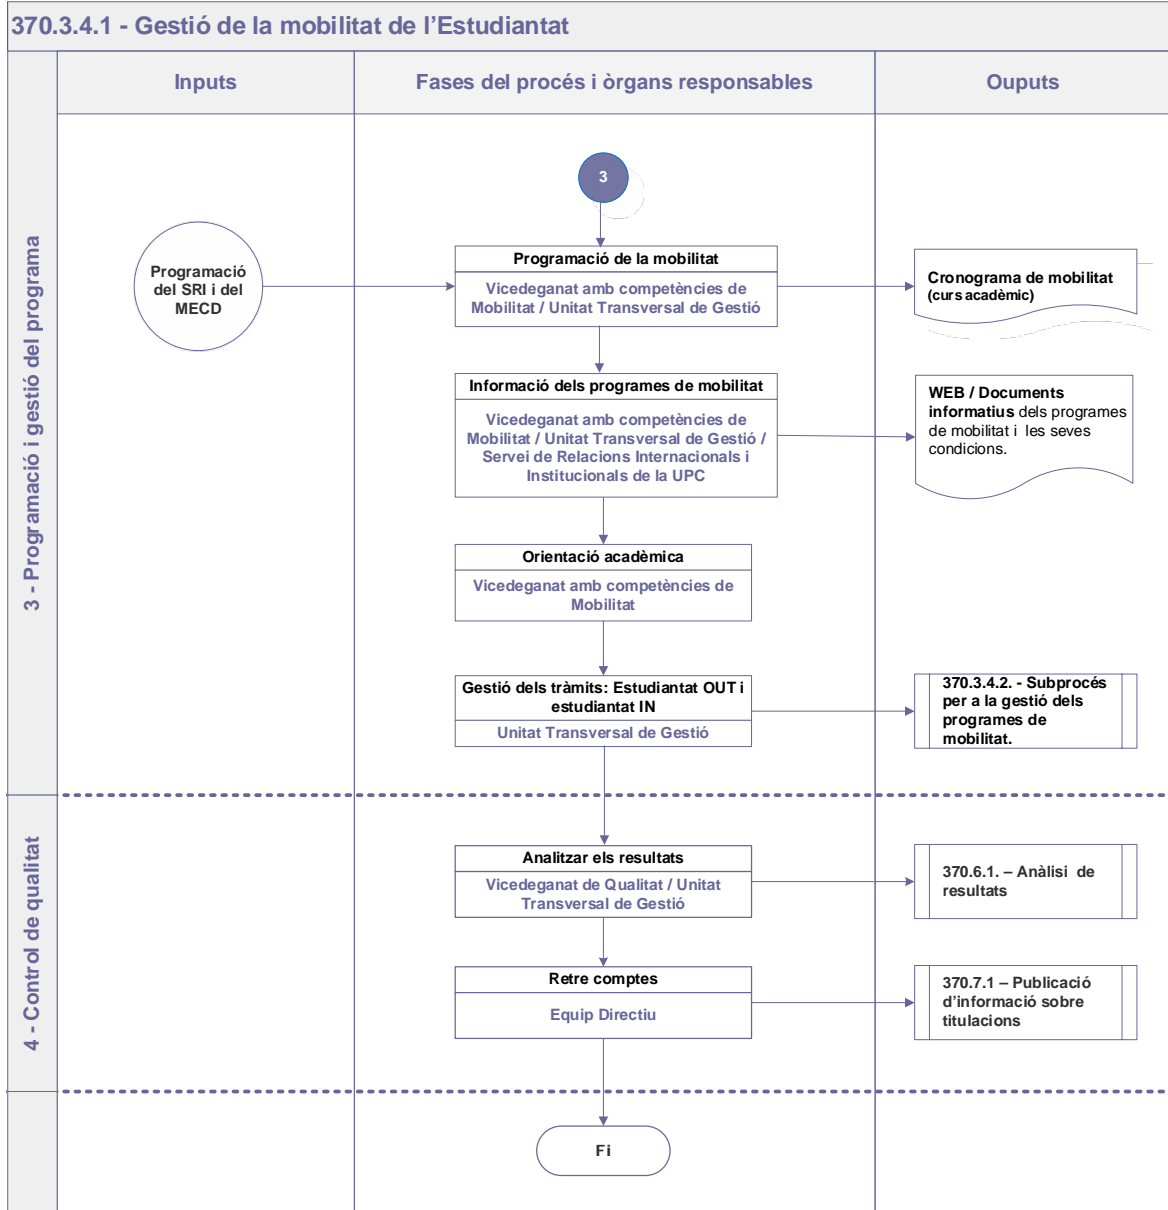 370.3.4.1 - Gestió de la mobilitat de l'Estudiantat
Inputs
Fases del procés i òrgans responsables
Ouputs
3 - Programació i gestió del programa
3
Programació
del SRI i del
MECD
Programació de la mobilitat
Vicedeganat amb competències de
Mobilitat / Unitat Transversal de Gestió
Cronograma de mobilitat
(curs acadèmic)
Informació dels programes de mobilitat
Vicedeganat amb competències de
Mobilitat / Unitat Transversal de Gestió /
Servei de Relacions Internacionals i
Institucionals de la UPC
WEB / Documents
informatius dels programes
de mobilitat i les seves
condicions.
Orientació acadèmica
Vicedeganat amb competències de
Mobilitat
Gestió dels tràmits: Estudiantat OUT i
estudiantat IN
Unitat Transversal de Gestió
370.3.4.2. - Subprocés
per a la gestió dels
programes de
mobilitat.
4 - Control de qualitat
Analitzar els resultats
Vicedeganat de Qualitat / Unitat
Transversal de Gestió
370.6.1. – Anàlisi de
resultats
Retre comptes
Equip Directiu
370.7.1 – Publicació
d'informació sobre
titulacions
Fi